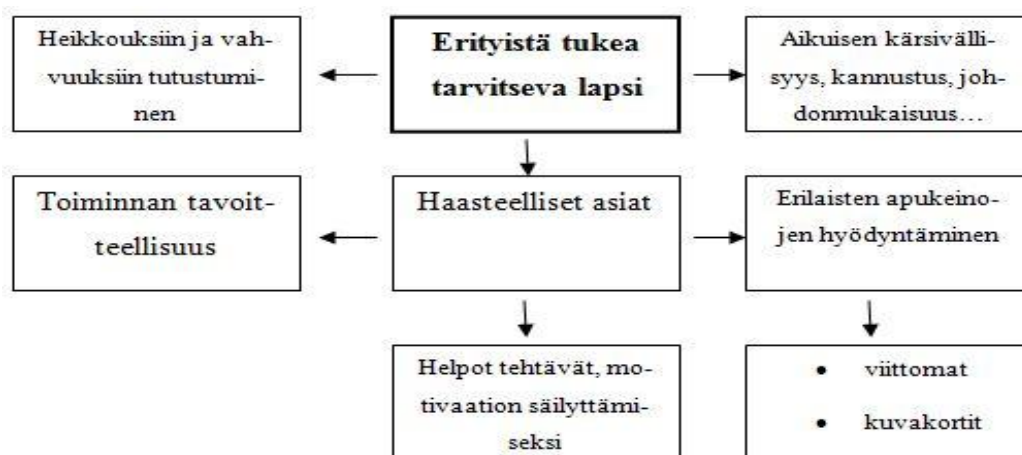 Heikkouksiin ja vah-
vuuksiin tutustumi-
nen
Erityistä tukea
tarvitseva lapsi
Aikuisen kärsivälli-
syys, kannustus, joh-
donmukaisuus…
Toiminnan tavoit-
teellisuus
Haasteelliset asiat
Erilaisten apukeino-
jen hyödyntäminen
Helpot tehtävät, mo-
tivaation säilyttämi-
seksi
• viittomat
• kuvakortit